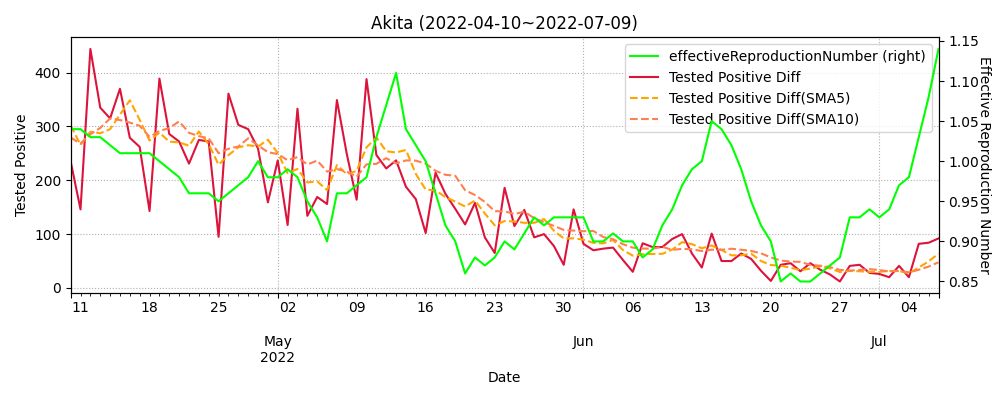 Akita (2022-04-10~2022-07-09)
Tested Positive
400
300
200
100
0
effectiveReproductionNumber (right)
Tested Positive Diff
Tested Positive Diff(SMA5)
Tested Positive Diff(SMA10)
1.15
1.10
1.05
1.00
0.95
0.90
0.85
Effective Reproduction Number
11 18 25 02 09 16 23 30 06 13 20 27 04
May Jun Jul
2022
Date